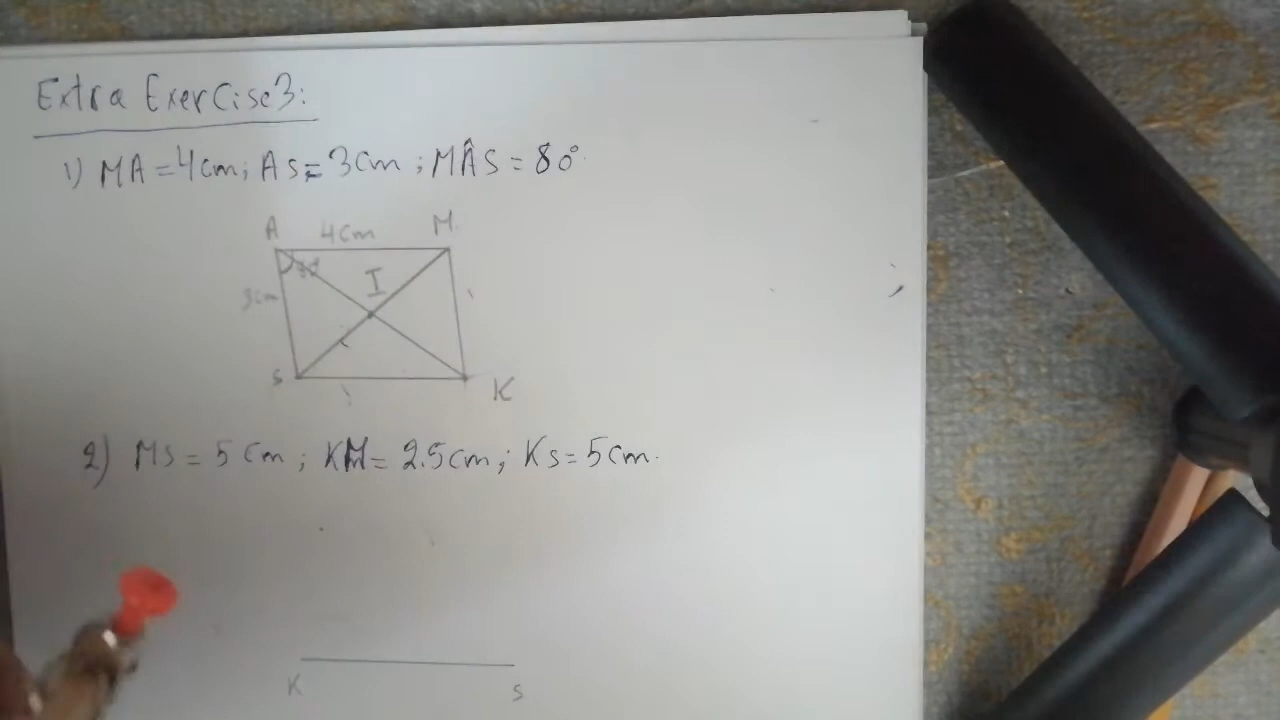 Extra Exercise3:
1) MA = 4cm; AS = 3cm ; MÂS = 80°.
A 4cm M
80°
3cm I
S K
2) MS = 5cm ; KM = 2.5cm; KS = 5cm.
K S